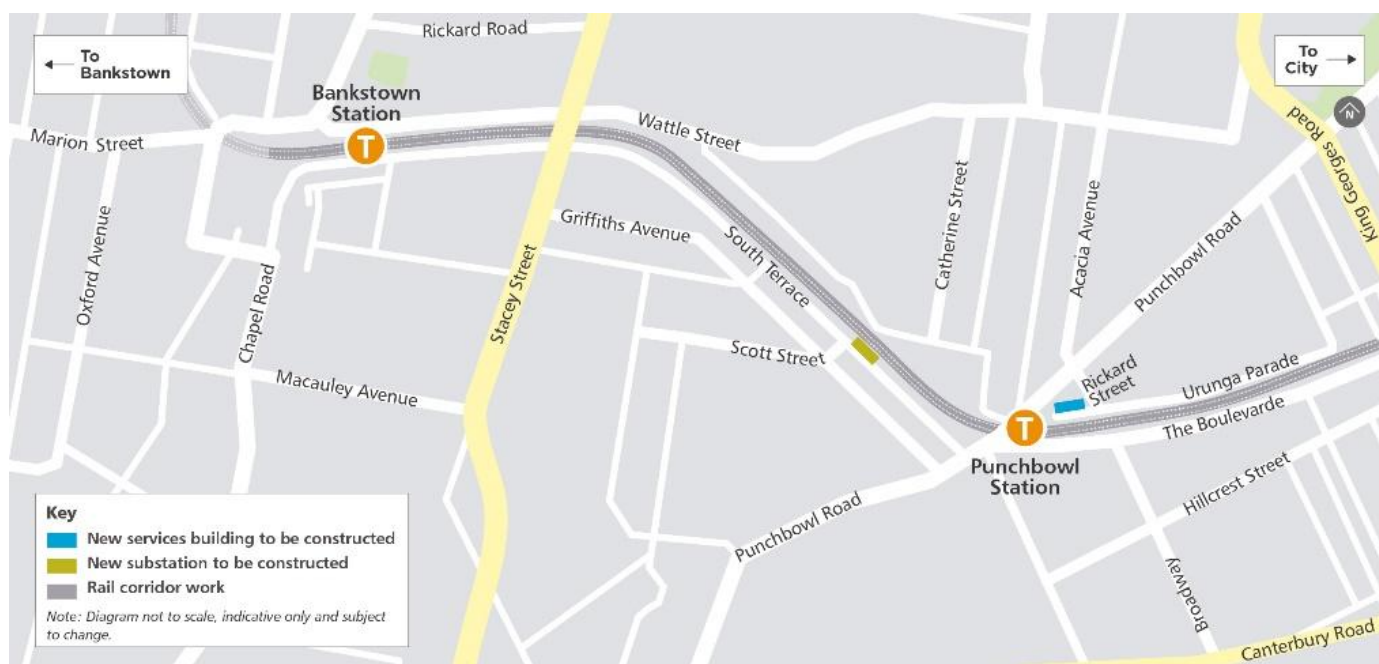 To
Bankstown
Rickard Road
To
City
N
Bankstown
Station
T
Marion Street
Wattle Street
King Georges Road
Oxford Avenue
Griffiths Avenue
South Terrace
Catherine Street
Acacia Avenue
Punchbowl Road
Chapel Road
Stacey Street
Scott Street
Macauley Avenue
Rickard
Street
Urunga Parade
The Boulevarde
T
Punchbowl
Station
Hillcrest Street
Punchbowl Road
Broadway
Canterbury Road
Key
New services building to be constructed
New substation to be constructed
Rail corridor work
Note: Diagram not to scale, indicative only and subject
to change.